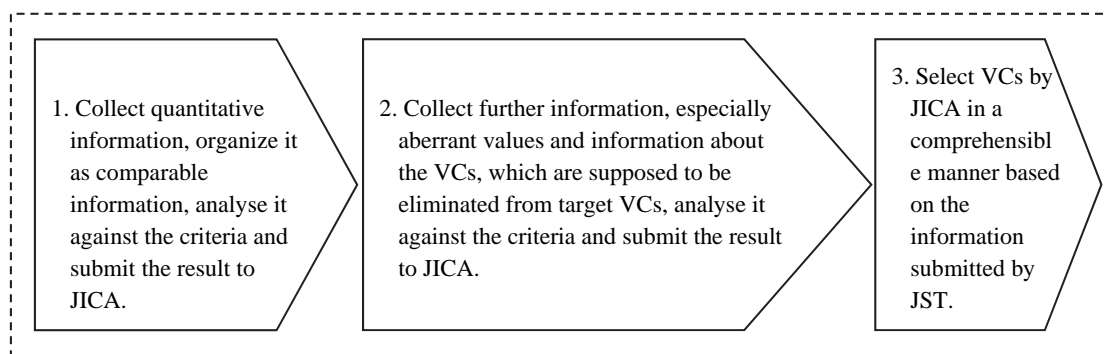 1. Collect quantitative
information, organize it
as comparable
information, analyse it
against the criteria and
submit the result to
JICA.
2. Collect further information, especially
aberrant values and information about
the VCs, which are supposed to be
eliminated from target VCs, analyse it
against the criteria and submit the result
to JICA.
3. Select VCs by
JICA in a
comprehensibl
e manner based
on the
information
submitted by
JST.